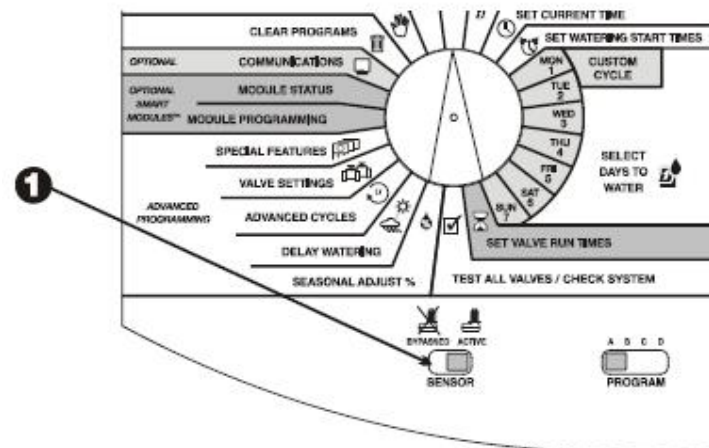 SET CURRENT TIME
CLEAR PROGRAMS
SET WATERING START TIMES
OPTIONAL
COMMUNICATIONS
MON
1
CUSTOM
CYCLE
OPTIONAL
SMART
MODULES™
MODULE STATUS
TUE
2
MODULE PROGRAMMING
WED
3
SPECIAL FEATURES
THU
4
SELECT
DAYS TO
WATER
1
VALVE SETTINGS
FRI
5
ADVANCED
PROGRAMMING
ADVANCED CYCLES
SAT
6
SUN
7
DELAY WATERING
SET VALVE RUN TIMES
SEASONAL ADJUST %
TEST ALL VALVES / CHECK SYSTEM
BYPASSED ACTIVE
A B C D
SENSOR
PROGRAM